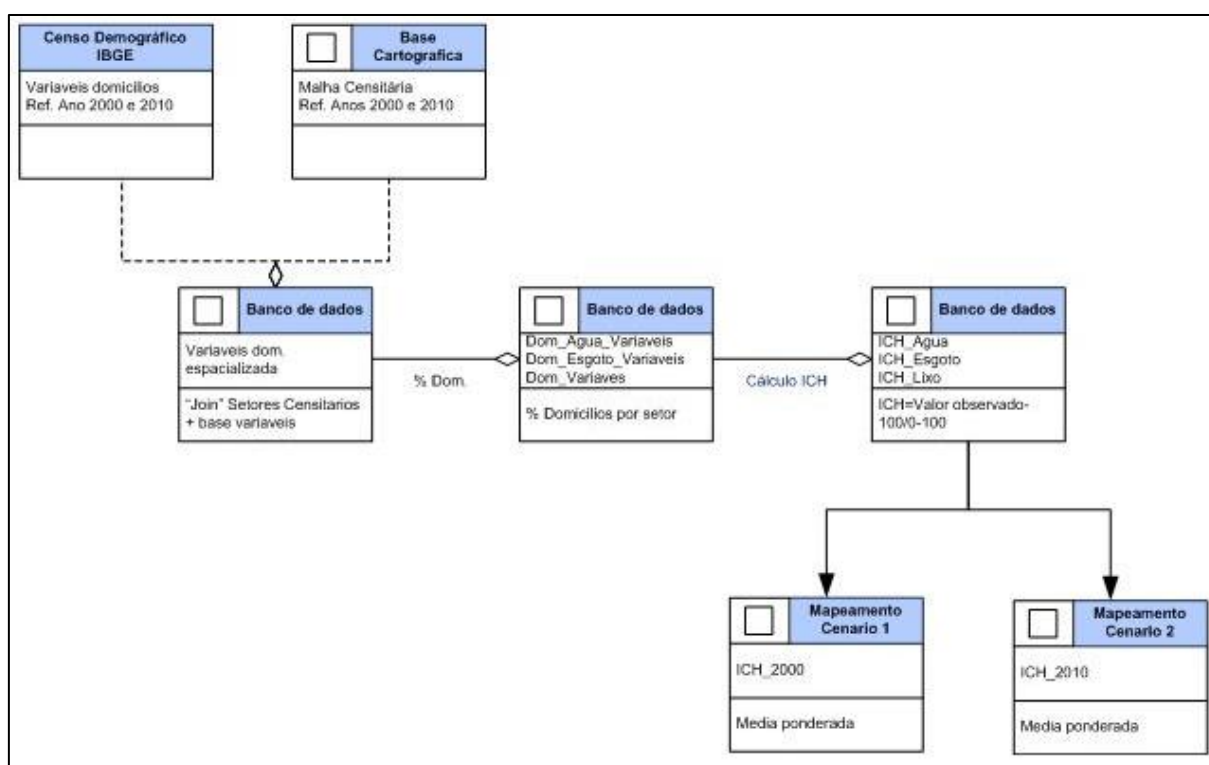 Censo Demográfico
IBGE
Variaveis domicilios
Ref. Ano 2000 e 2010
Base
Cartografica
Malha Censitária
Ref. Anos 2000 e 2010
Banco de dados
Variaveis dom.
espacializada
"Join" Setores Censitarios
+ base variaveis
% Dom.
Banco de dados
Dom_Agua_Variaveis
Dom_Esgoto_Variaveis
Dom_Variaves
% Domicilios por setor
Cálculo ICH
Banco de dados
ICH_Agua
ICH_Esgoto
ICH_Lixo
ICH=Valor observado-
100/0-100
Mapeamento
Cenario 1
ICH_2000
Media ponderada
Mapeamento
Cenario 2
ICH_2010
Media ponderada